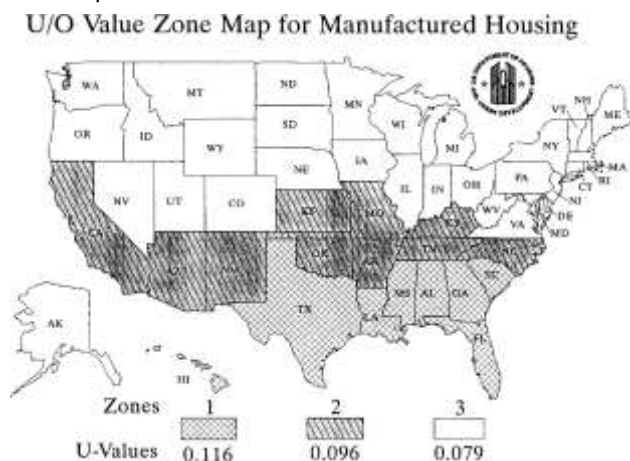 U/O Value Zone Map for Manufactured Housing
WA
MT
ND
MN
VT
NH
ME
OR
ID
SD
WI
MI
NY
WY
IA
MA
RI
NE
PA
CT
NJ
NV
UT
CO
IL
IN
OH
WV
VA
DE
MD
CA
KS
MO
KY
OK
AR
TN
NC
SC
TX
LA
MS
AL
GA
FL
AK
HI
Zones 1 2 3
U-Values 0.116 0.096 0.079